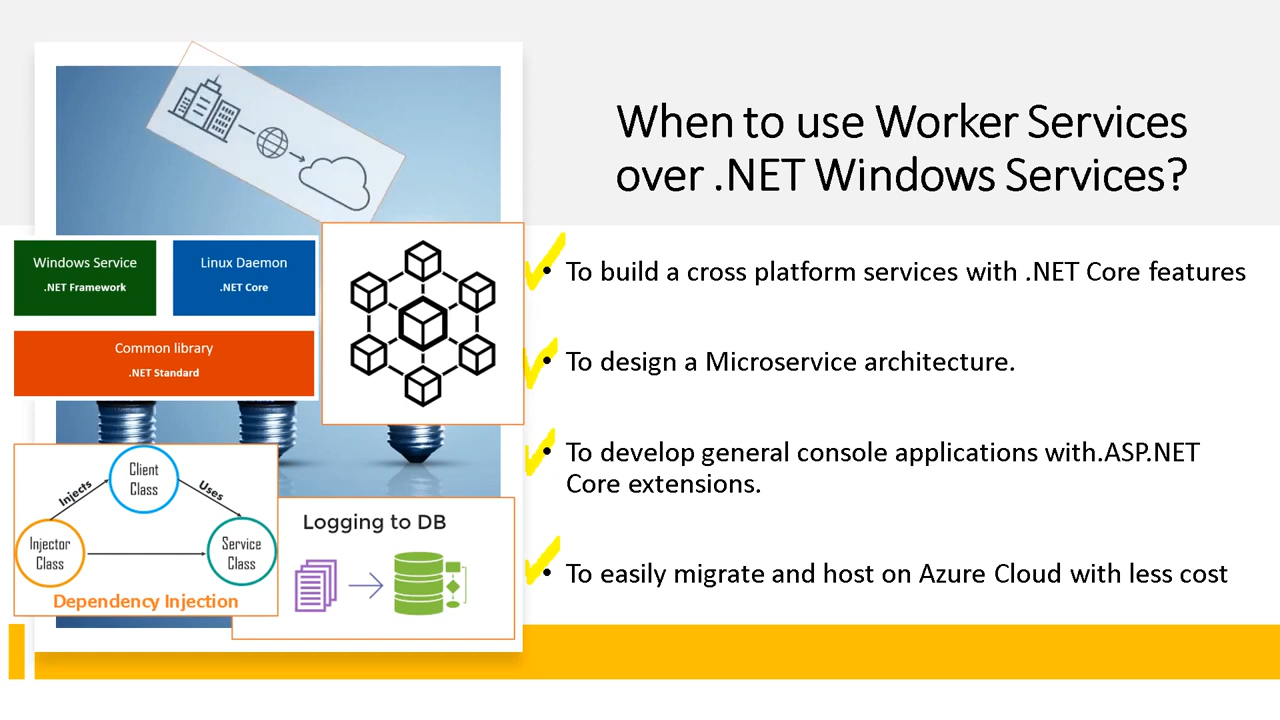 When to use Worker Services
over .NET Windows Services?
Windows Service
.NET Framework
Linux Daemon
.NET Core
Common library
.NET Standard
• To build a cross platform services with .NET Core features
• To design a Microservice architecture.
• To develop general console applications with.ASP.NET
Core extensions.
• To easily migrate and host on Azure Cloud with less cost
Client
Class
Injects
Uses
Injector
Class
Service
Class
Dependency Injection
Logging to DB